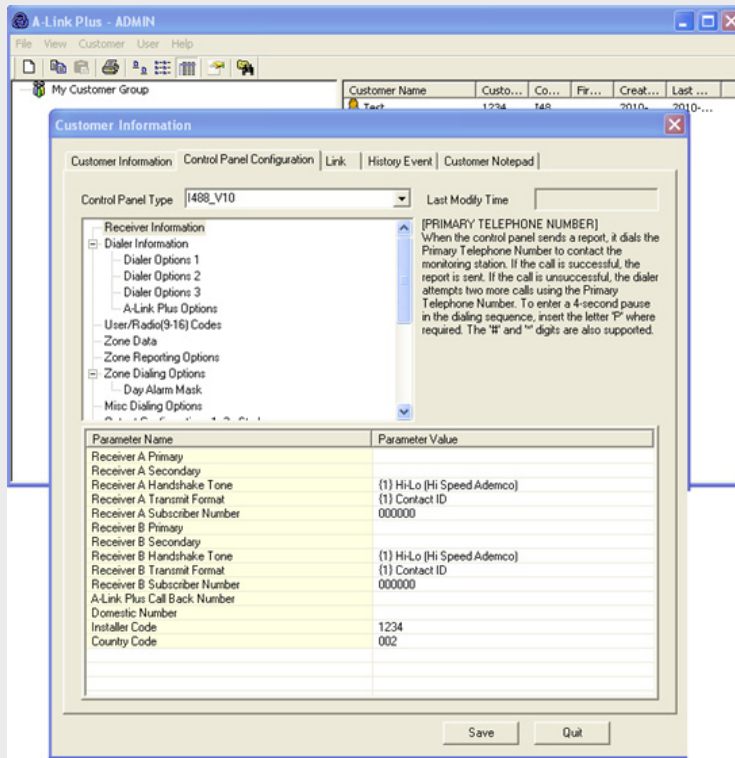 A-Link Plus - ADMIN
File View Customer User Help
My Customer Group
Customer Name Custo... Co... Fir... Creat... Last ...
Test 1234 I48 2010- 2010-...
Customer Information
Customer Information Control Panel Configuration Link History Event Customer Notepad
Control Panel Type I488_V10 Last Modify Time
Receiver Information
Dialer Information
Dialer Options 1
Dialer Options 2
Dialer Options 3
A-Link Plus Options
User/Radio(9-16) Codes
Zone Data
Zone Reporting Options
Zone Dialing Options
Day Alarm Mask
Misc Dialing Options
[PRIMARY TELEPHONE NUMBER]
When the control panel sends a report, it dials the
Primary Telephone Number to contact the
monitoring station. If the call is successful, the
report is sent. If the call is unsuccessful, the dialer
attempts two more calls using the Primary
Telephone Number. To enter a 4-second pause
in the dialing sequence, insert the letter 'P' where
required. The '#' and '*' digits are also supported.
Parameter Name Parameter Value
Receiver A Primary
Receiver A Secondary
Receiver A Handshake Tone {1} Hi-Lo (Hi Speed Ademco)
Receiver A Transmit Format {1} Contact ID
Receiver A Subscriber Number 000000
Receiver B Primary
Receiver B Secondary
Receiver B Handshake Tone {1} Hi-Lo (Hi Speed Ademco)
Receiver B Transmit Format {1} Contact ID
Receiver B Subscriber Number 000000
A-Link Plus Call Back Number
Domestic Number
Installer Code 1234
Country Code 002
Save Quit